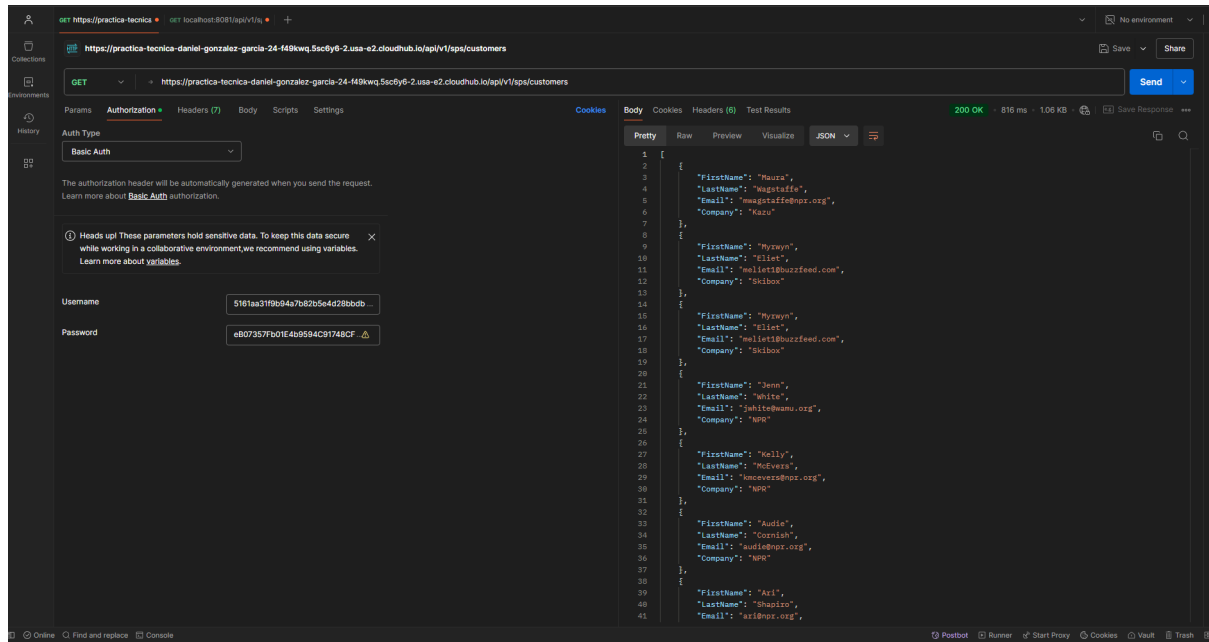 GET https://practica-tecnica
GET localhost:8081/api/v1/sp
No environment
Collections
Environments
History
https://practica-tecnica-daniel-gonzalez-garcia-24-f49kwq.5sc6y6-2.usa-e2.cloudhub.io/api/v1/sps/customers
Save
Share
GET
https://practica-tecnica-daniel-gonzalez-garcia-24-f49kwq.5sc6y6-2.usa-e2.cloudhub.io/api/v1/sps/customers
Send
Params Authorization Headers (7) Body Scripts Settings Cookies
Auth Type
Basic Auth
The authorization header will be automatically generated when you send the request.
Learn more about Basic Auth authorization.
Heads up! These parameters hold sensitive data. To keep this data secure
while working in a collaborative environment,we recommend using variables.
Learn more about variables.
Username
5161aa31f9b94a7b82b5e4d28bbdb ...
Password
eB07357Fb01E4b9594C91748CF ...
Body Cookies Headers (6) Test Results 200 OK 816 ms 1.06 KB Save Response
Pretty Raw Preview Visualize JSON
1 [
2 {
3 "FirstName": "Maura",
4 "LastName": "Wagstaffe",
5 "Email": "mwagstaffe@npr.org",
6 "Company": "Kazu"
7 },
8 {
9 "FirstName": "Myrwyn",
10 "LastName": "Eliet",
11 "Email": "meliet1@buzzfeed.com",
12 "Company": "Skibox"
13 },
14 {
15 "FirstName": "Myrwyn",
16 "LastName": "Eliet",
17 "Email": "meliet1@buzzfeed.com",
18 "Company": "Skibox"
19 },
20 {
21 "FirstName": "Jenn",
22 "LastName": "White",
23 "Email": "jwhite@wamu.org",
24 "Company": "NPR"
25 },
26 {
27 "FirstName": "Kelly",
28 "LastName": "McEvers",
29 "Email": "kmcevers@npr.org",
30 "Company": "NPR"
31 },
32 {
33 "FirstName": "Audie",
34 "LastName": "Cornish",
35 "Email": "audie@npr.org",
36 "Company": "NPR"
37 },
38 {
39 "FirstName": "Ari",
40 "LastName": "Shapiro",
41 "Email": "ari@npr.org",
Online Find and replace Console
Postbot Runner Start Proxy Cookies Vault Trash